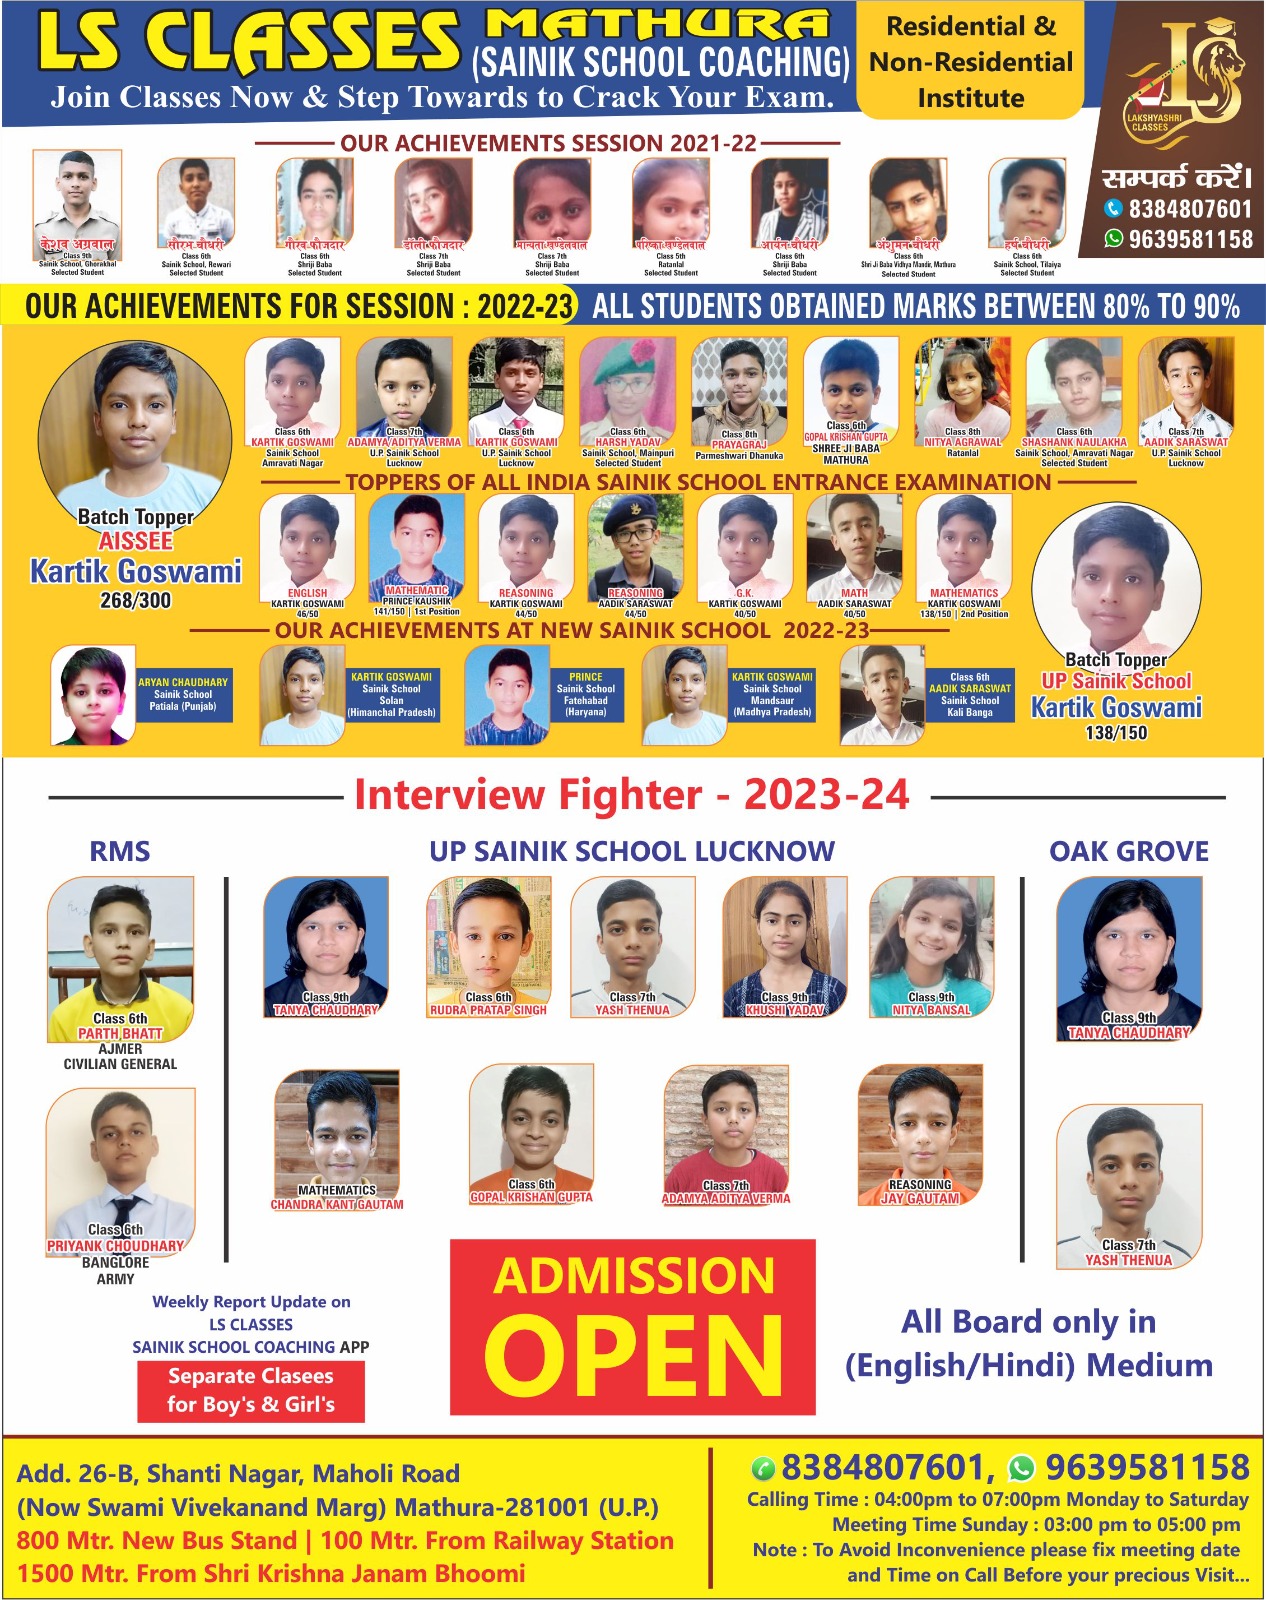 LS CLASSES MATHURA
(SAINIK SCHOOL COACHING)
Join Classes Now & Step Towards to Crack Your Exam.
Residential &
Non-Residential
Institute
LS
LAKSHYASHRI
CLASSES
सम्पर्क करें।
8384807601
9639581158
OUR ACHIEVEMENTS SESSION 2021-22
केशव अग्रवाल
Class 9th
Sainik School, Ghorakhal
Selected Student
सौरभ चौधरी
Class 6th
Sainik School, Rewari
Selected Student
गौरव फौजदार
Class 6th
Shriji Baba
Selected Student
डॉली फौजदार
Class 7th
Shriji Baba
Selected Student
मान्यता खण्डेलवाल
Class 7th
Shriji Baba
Selected Student
परिष्का खण्डेलवाल
Class 5th
Ratanlal
Selected Student
आर्यन चौधरी
Class 6th
Shriji Baba
Selected Student
अंशुमन चौधरी
Class 6th
Shri Ji Baba Vidhya Mandir, Mathura
Selected Student
हर्ष चौधरी
Class 6th
Sainik School, Tilaiya
Selected Student
OUR ACHIEVEMENTS FOR SESSION : 2022-23
ALL STUDENTS OBTAINED MARKS BETWEEN 80% TO 90%
Batch Topper
AISSEE
Kartik Goswami
268/300
Class 6th
KARTIK GOSWAMI
Sainik School
Amravati Nagar
Class 7th
ADAMYA ADITYA VERMA
U.P. Sainik School
Lucknow
Class 6th
KARTIK GOSWAMI
U.P. Sainik School
Lucknow
Class 6th
HARSH YADAV
Sainik School, Mainpuri
Selected Student
Class 8th
PRAYAGRAJ
Parmeshwari Dhanuka
Class 6th
GOPAL KRISHAN GUPTA
SHREE JI BABA
MATHURA
Class 8th
NITYA AGRAWAL
Ratanlal
Class 6th
SHASHANK NAULAKHA
Sainik School, Amravati Nagar
Selected Student
Class 7th
AADIK SARASWAT
U.P. Sainik School
Lucknow
TOPPERS OF ALL INDIA SAINIK SCHOOL ENTRANCE EXAMINATION
ENGLISH
KARTIK GOSWAMI
46/50
MATHEMATIC
PRINCE KAUSHIK
141/150 | 1st Position
REASONING
KARTIK GOSWAMI
44/50
REASONING
AADIK SARASWAT
44/50
G.K.
KARTIK GOSWAMI
40/50
MATH
AADIK SARASWAT
40/50
MATHEMATICS
KARTIK GOSWAMI
138/150 | 2nd Position
Batch Topper
UP Sainik School
Kartik Goswami
138/150
OUR ACHIEVEMENTS AT NEW SAINIK SCHOOL 2022-23
ARYAN CHAUDHARY
Sainik School
Patiala (Punjab)
KARTIK GOSWAMI
Sainik School
Solan
(Himanchal Pradesh)
PRINCE
Sainik School
Fatehabad
(Haryana)
KARTIK GOSWAMI
Sainik School
Mandsaur
(Madhya Pradesh)
Class 6th
AADIK SARASWAT
Sainik School
Kali Banga
Interview Fighter - 2023-24
RMS
Class 6th
PARTH BHATT
AJMER
CIVILIAN GENERAL
Class 6th
PRIYANK CHOUDHARY
BANGLORE
ARMY
UP SAINIK SCHOOL LUCKNOW
Class 9th
TANYA CHAUDHARY
Class 6th
RUDRA PRATAP SINGH
Class 7th
YASH THENUA
Class 9th
KHUSHI YADAV
Class 9th
NITYA BANSAL
MATHEMATICS
CHANDRA KANT GAUTAM
Class 6th
GOPAL KRISHAN GUPTA
Class 7th
ADAMYA ADITYA VERMA
REASONING
JAY GAUTAM
OAK GROVE
Class 9th
TANYA CHAUDHARY
Class 7th
YASH THENUA
Weekly Report Update on
LS CLASSES
SAINIK SCHOOL COACHING APP
Separate Clasees
for Boy's & Girl's
ADMISSION
OPEN
All Board only in
(English/Hindi) Medium
Add. 26-B, Shanti Nagar, Maholi Road
(Now Swami Vivekanand Marg) Mathura-281001 (U.P.)
800 Mtr. New Bus Stand | 100 Mtr. From Railway Station
1500 Mtr. From Shri Krishna Janam Bhoomi
8384807601, 9639581158
Calling Time : 04:00pm to 07:00pm Monday to Saturday
Meeting Time Sunday : 03:00 pm to 05:00 pm
Note : To Avoid Inconvenience please fix meeting date
and Time on Call Before your precious Visit...